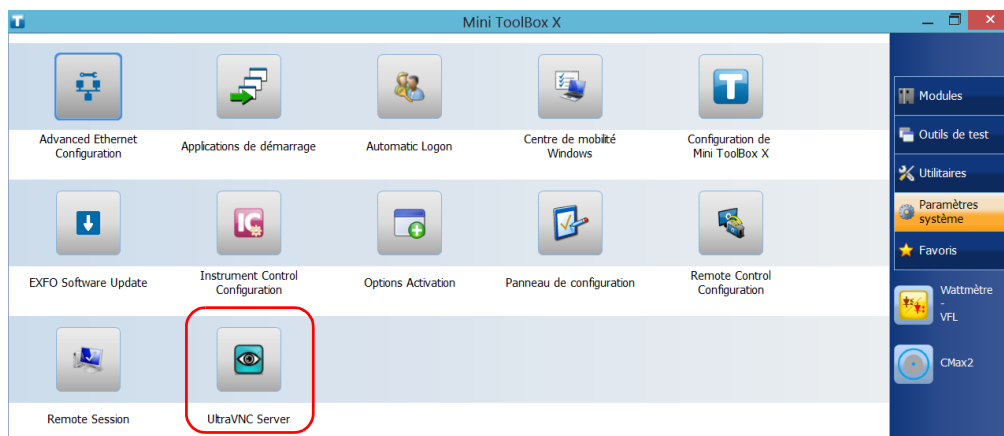 Mini ToolBox X
Advanced Ethernet
Configuration
Applications de démarrage
Automatic Logon
Centre de mobilité
Windows
Configuration de
Mini ToolBox X
EXFO Software Update
Instrument Control
Configuration
Options Activation
Panneau de configuration
Remote Control
Configuration
Remote Session
UltraVNC Server
Modules
Outils de test
Utilitaires
Paramètres
système
Favoris
Wattmètre
-
VFL
CMax2